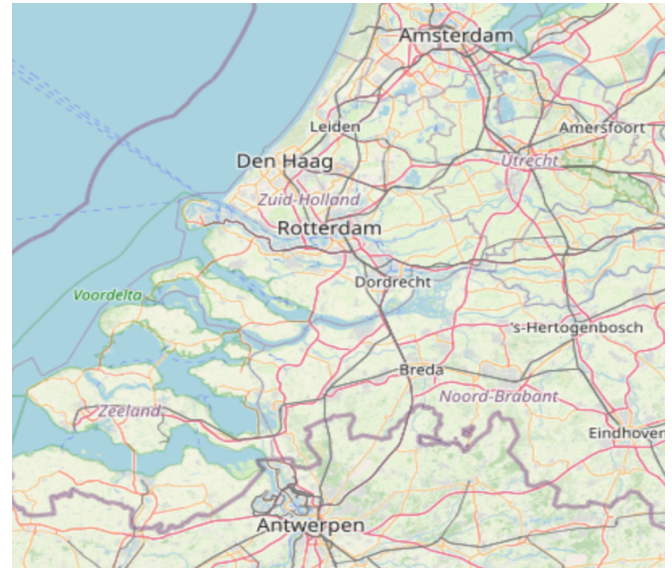 Amsterdam
Leiden
Amersfoort
Den Haag
Utrecht
Zuid-Holland
Rotterdam
Dordrecht
Voordelta
's-Hertogenbosch
Breda
Noord-Brabant
Zeeland
Eindhoven
Antwerpen